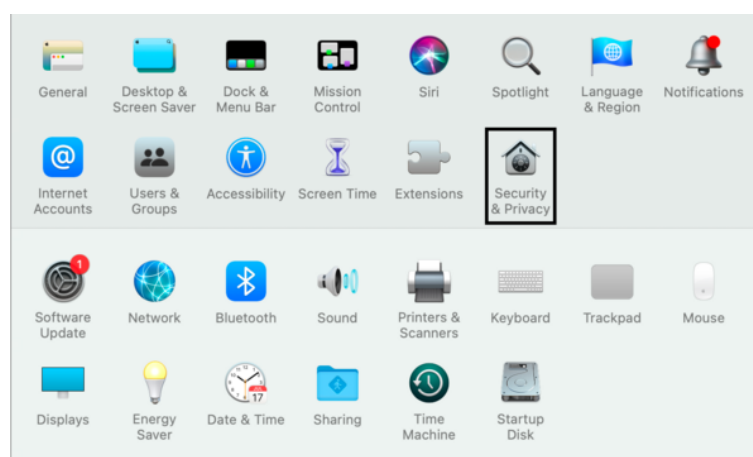 General
Desktop &
Screen Saver
Dock &
Menu Bar
Mission
Control
Siri
Spotlight
Language
& Region
Notifications
@
Internet
Accounts
Users &
Groups
Accessibility
Screen Time
Extensions
Security
& Privacy
1
Software
Update
Network
Bluetooth
Sound
Printers &
Scanners
Keyboard
Trackpad
Mouse
Displays
Energy
Saver
17
Date & Time
Sharing
Time
Machine
Startup
Disk